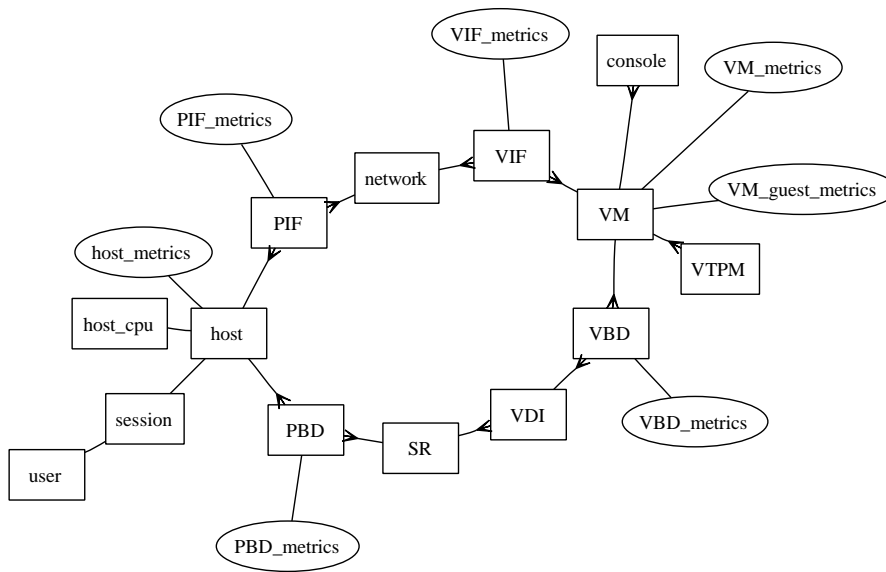 VIF_metrics
console
VM_metrics
PIF_metrics
VIF
network
VM_guest_metrics
VM
PIF
host_metrics
VTPM
host_cpu
host
VBD
session
PBD
VDI
VBD_metrics
SR
user
PBD_metrics